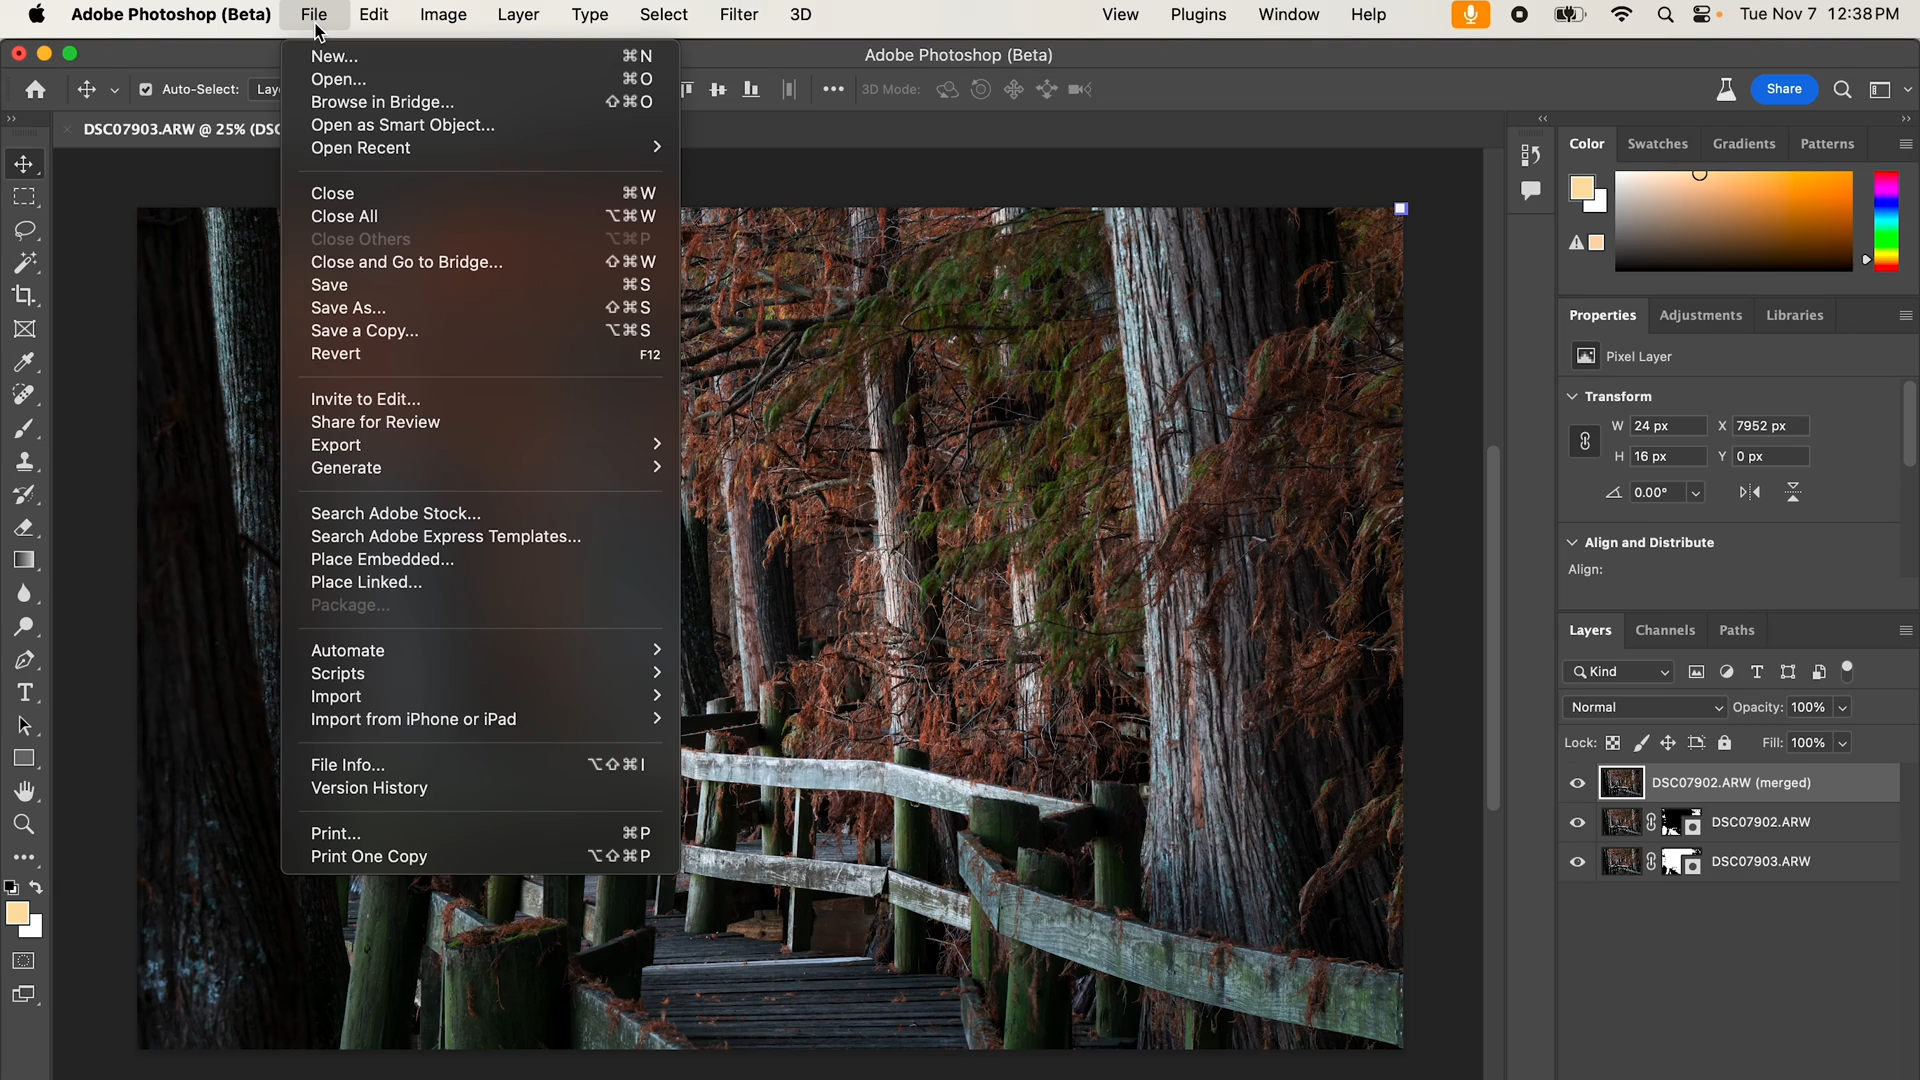 Adobe Photoshop (Beta) File Edit Image Layer Type Select Filter 3D View Plugins Window Help Tue Nov 7 12:38 PM
Adobe Photoshop (Beta)
Auto-Select: 3D Mode: Share
DSC07903.ARW @ 25% (DSC
New... ⌘N
Open... ⌘O
Browse in Bridge... ⇧⌘O
Open as Smart Object...
Open Recent
Close ⌘W
Close All ⌥⌘W
Close Others ⌥⌘P
Close and Go to Bridge... ⇧⌘W
Save ⌘S
Save As... ⇧⌘S
Save a Copy... ⌥⌘S
Revert F12
Invite to Edit...
Share for Review
Export
Generate
Search Adobe Stock...
Search Adobe Express Templates...
Place Embedded...
Place Linked...
Package...
Automate
Scripts
Import
Import from iPhone or iPad
File Info... ⌥⇧⌘I
Version History
Print... ⌘P
Print One Copy ⌥⇧⌘P
Color Swatches Gradients Patterns
Properties Adjustments Libraries
Pixel Layer
Transform
W 24 px X 7952 px
H 16 px Y 0 px
0.00°
Align and Distribute
Align:
Layers Channels Paths
Kind
Normal Opacity: 100%
Lock: Fill: 100%
DSC07902.ARW (merged)
DSC07902.ARW
DSC07903.ARW